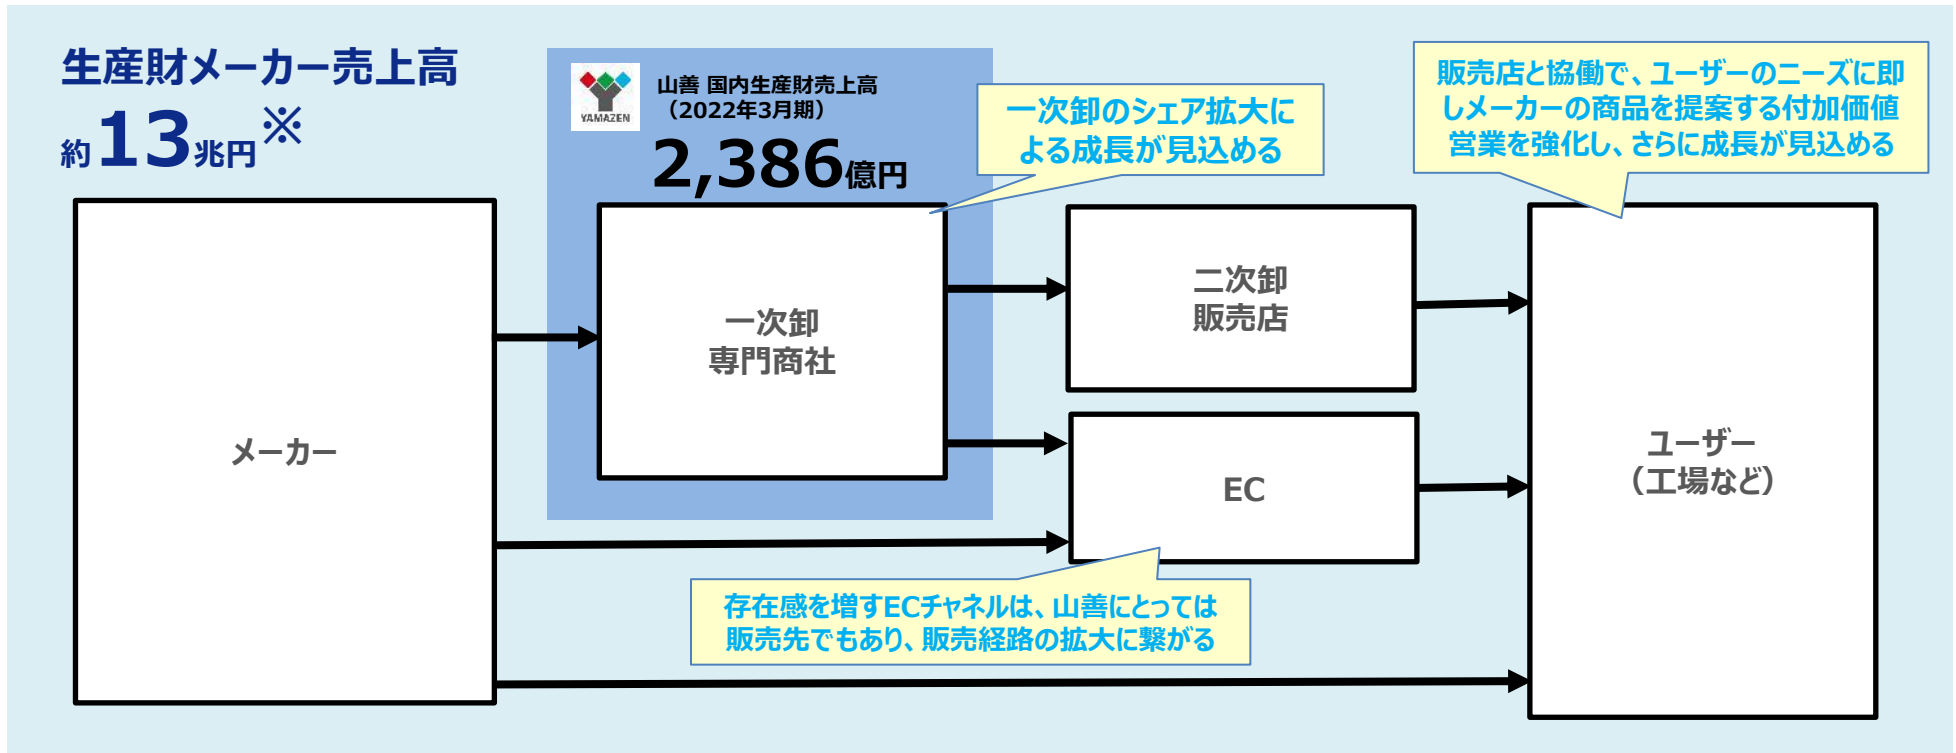 生産財メーカー売上高
約13兆円※
YAMAZEN
山善 国内生産財売上高
（2022年3月期）
2,386億円
一次卸のシェア拡大に
よる成長が見込める
販売店と協働で、ユーザーのニーズに即
しメーカーの商品を提案する付加価値
営業を強化し、さらに成長が見込める
メーカー
一次卸
専門商社
二次卸
販売店
EC
ユーザー
（工場など）
存在感を増すECチャネルは、山善にとっては
販売先でもあり、販売経路の拡大に繋がる